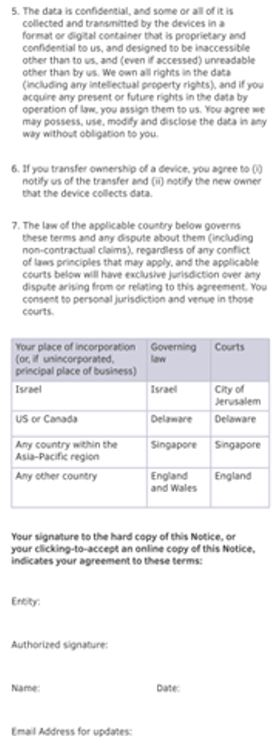 5. The data is confidential, and some or all of it is
collected and transmitted by the devices in a
format or digital container that is proprietary and
confidential to us, and designed to be inaccessible
other than to us, and (even if accessed) unreadable
other than by us. We own all rights in the data
(including any intellectual property rights), and if you
acquire any present or future rights in the data by
operation of law, you assign them to us. You agree we
may possess, use, modify and disclose the data in any
way without obligation to you.
6. If you transfer ownership of a device, you agree to (i)
notify us of the transfer and (ii) notify the new owner
that the device collects data.
7. The law of the applicable country below governs
these terms and any dispute about them (including
non-contractual claims), regardless of any conflict
of laws principles that may apply, and the applicable
courts below will have exclusive jurisdiction over any
dispute arising from or relating to this agreement. You
consent to personal jurisdiction and venue in those
courts.
Your place of incorporation Governing Courts
(or, if unincorporated, law
principal place of business)
Israel Israel City of
Jerusalem
US or Canada Delaware Delaware
Any country within the Singapore Singapore
Asia-Pacific region
Any other country England England
and Wales
Your signature to the hard copy of this Notice, or
your clicking-to-accept an online copy of this Notice,
indicates your agreement to these terms:
Entity:
Authorized signature:
Name: Date:
Email Address for updates: